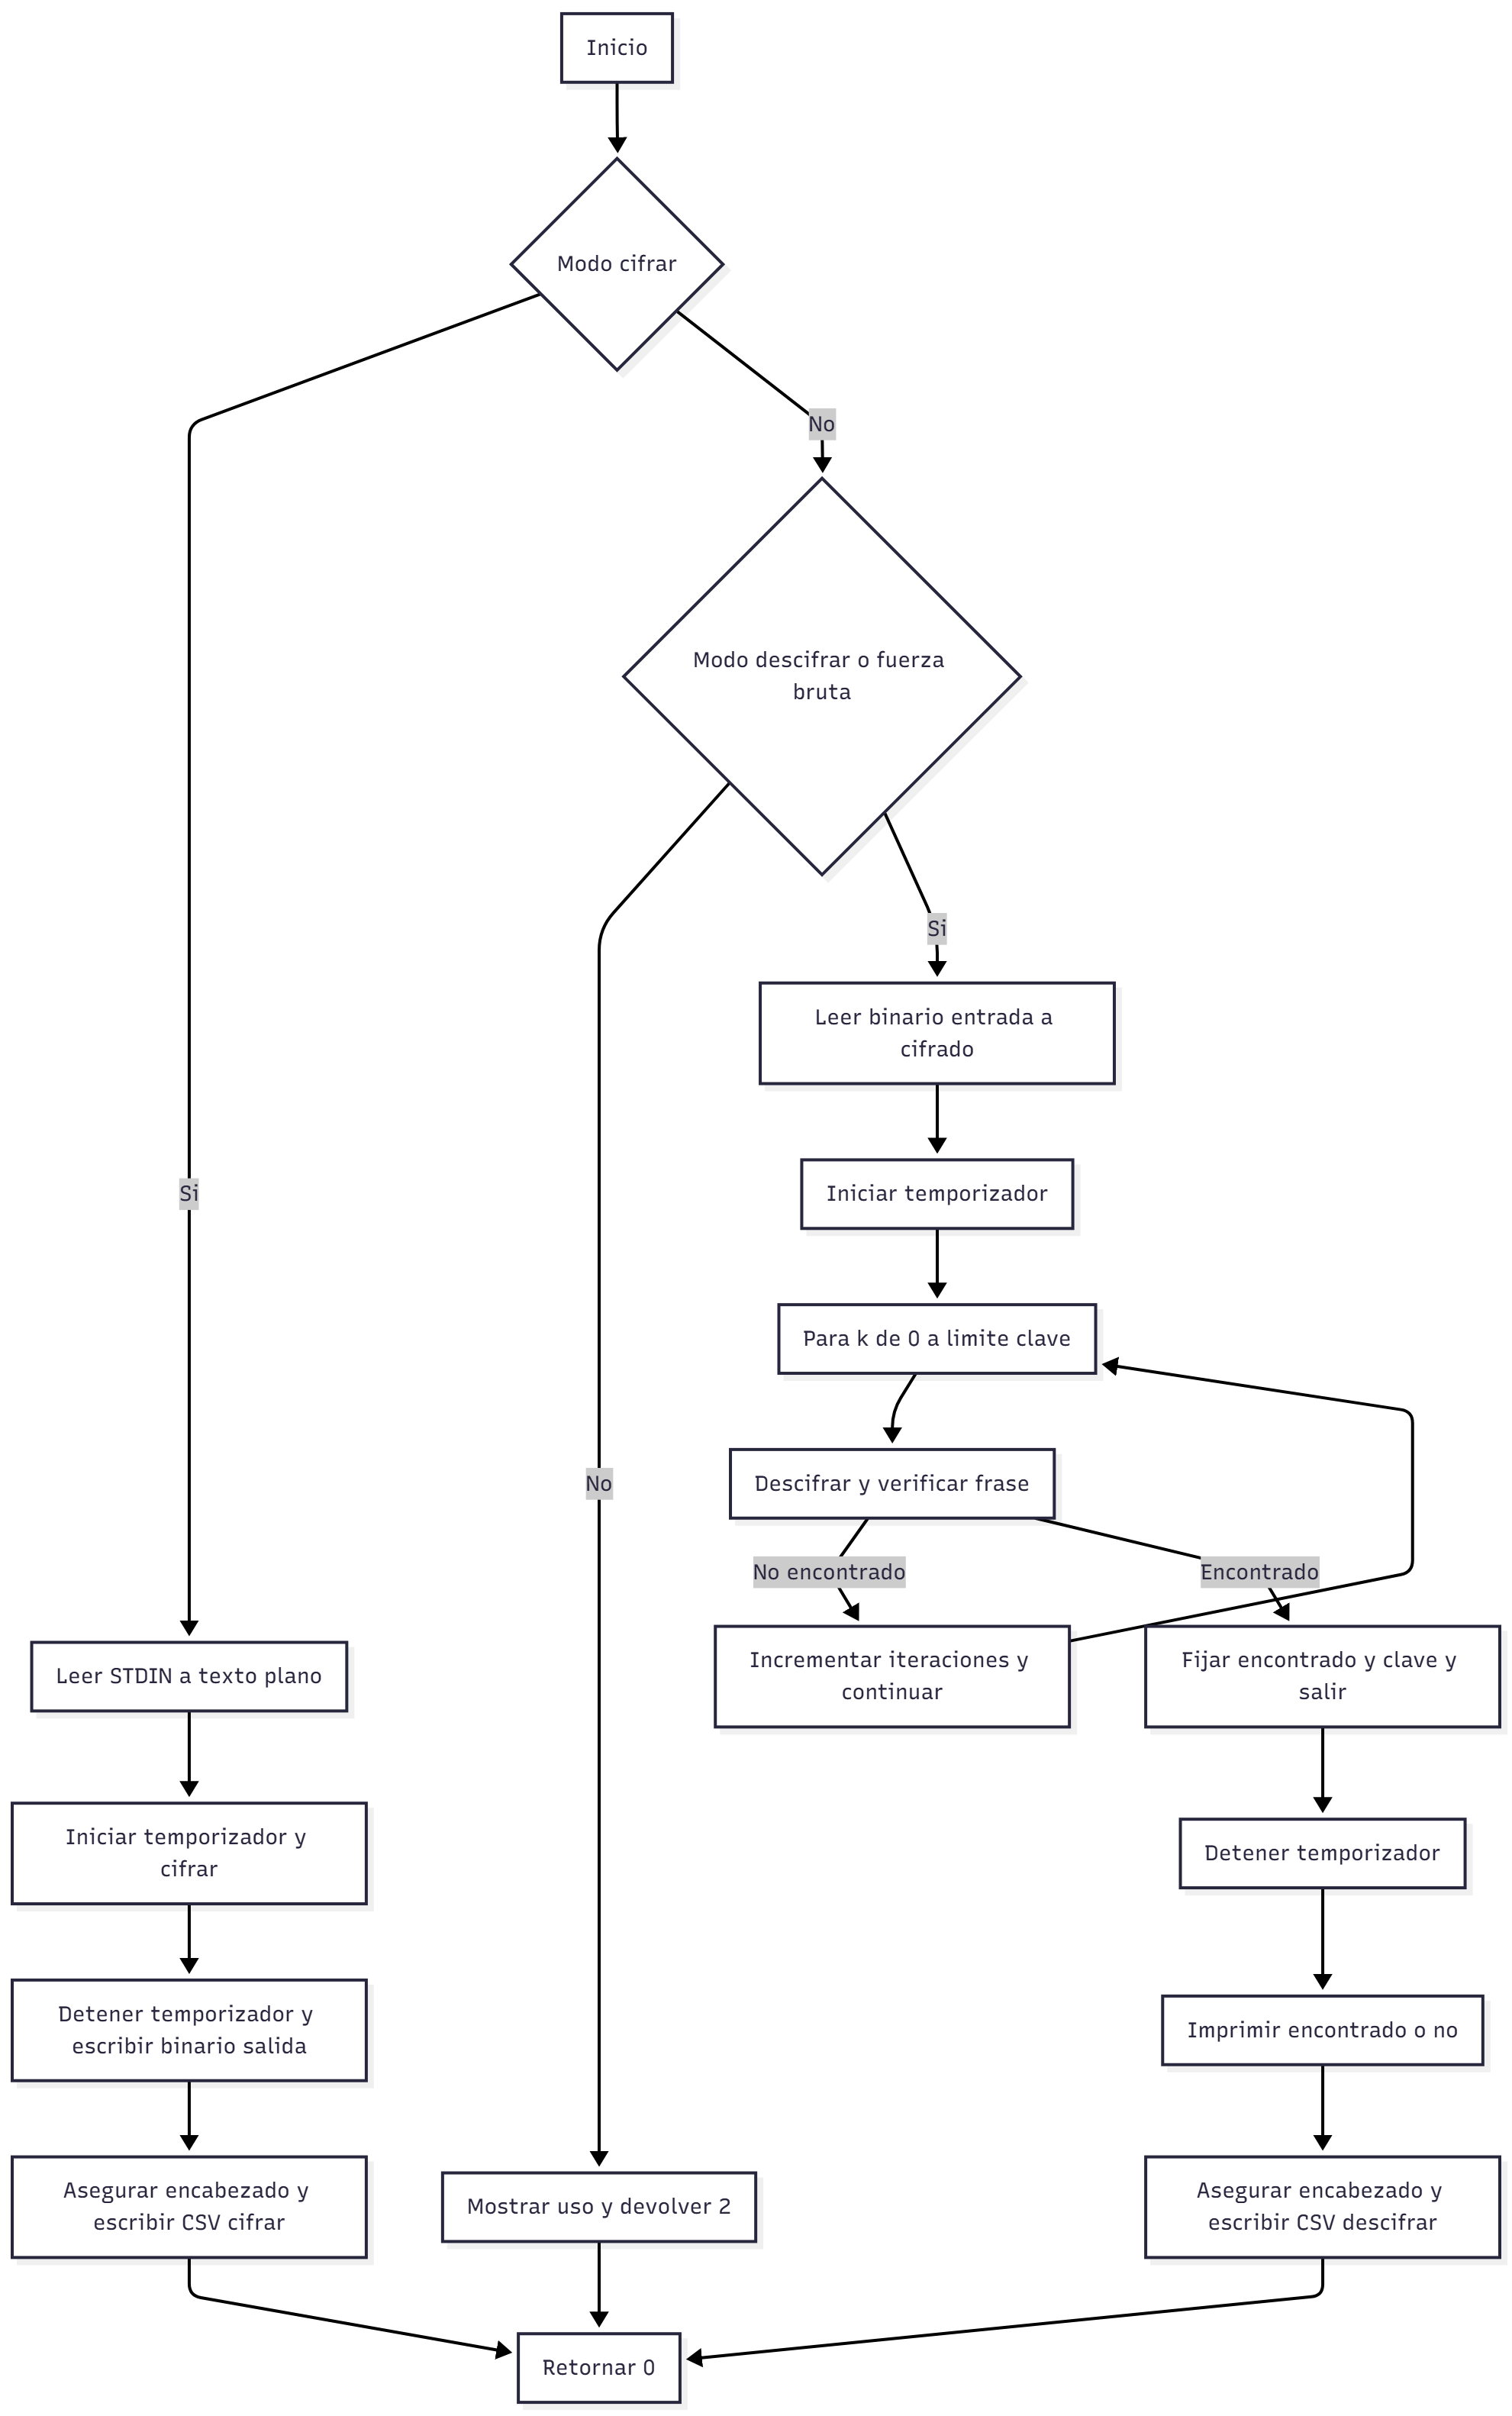 Inicio
Modo cifrar
No
Modo descifrar o fuerza
bruta
Si
Leer binario entrada a
cifrado
Si
Iniciar temporizador
Para k de 0 a limite clave
No
Descifrar y verificar frase
No encontrado
Encontrado
Leer STDIN a texto plano
Incrementar iteraciones y
continuar
Fijar encontrado y clave y
salir
Iniciar temporizador y
cifrar
Detener temporizador
Detener temporizador y
escribir binario salida
Imprimir encontrado o no
Asegurar encabezado y
escribir CSV cifrar
Mostrar uso y devolver 2
Asegurar encabezado y
escribir CSV descifrar
Retornar 0